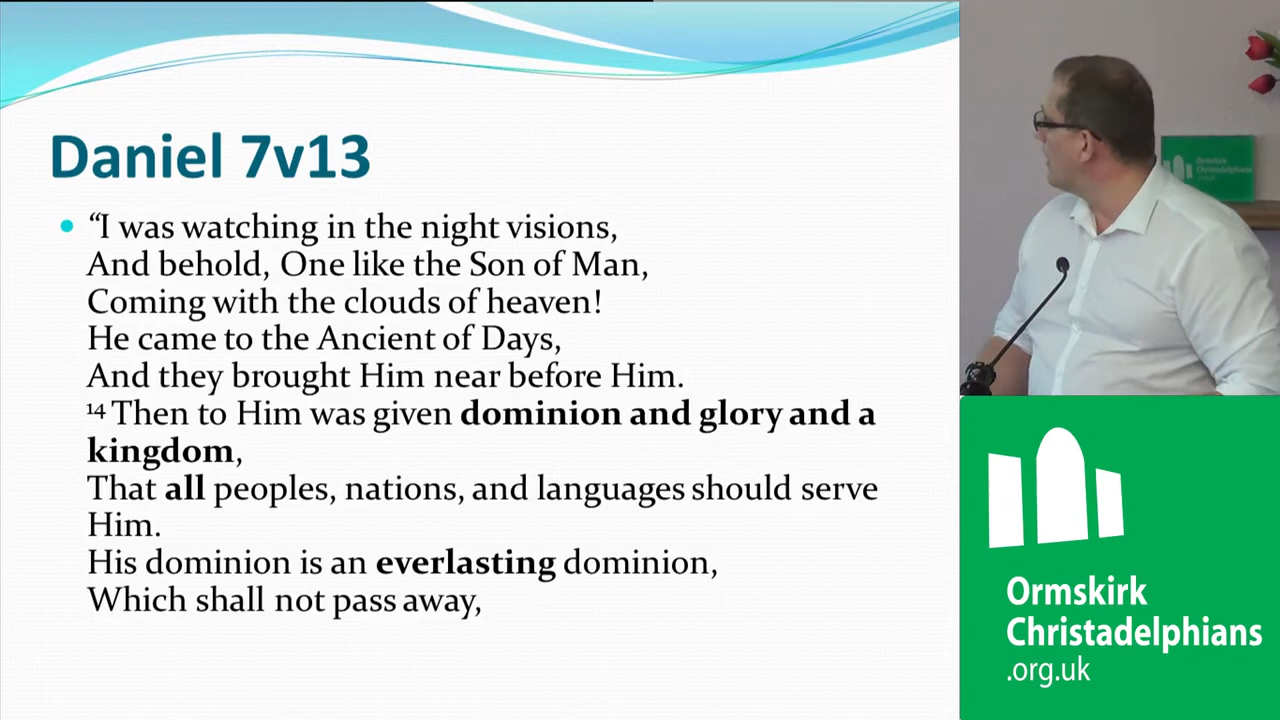 Daniel 7v13
“I was watching in the night visions,
And behold, One like the Son of Man,
Coming with the clouds of heaven!
He came to the Ancient of Days,
And they brought Him near before Him.
14 Then to Him was given dominion and glory and a
kingdom,
That all peoples, nations, and languages should serve
Him.
His dominion is an everlasting dominion,
Which shall not pass away,
Ormskirk
Christadelphians
Ormskirk
Christadelphians
.org.uk